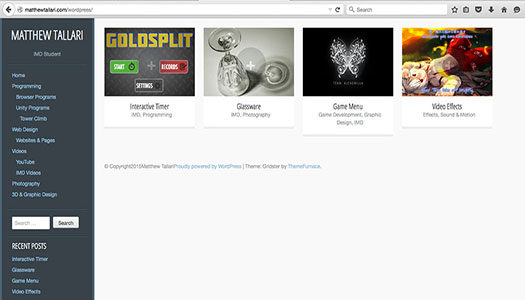 matthewtallari.com/wordpress/
Search
MATTHEW TALLARI
IMD Student
Home
Programming
Browser Programs
Unity Programs
Tower Climb
Web Design
Websites & Pages
Videos
YouTube
IMD Videos
Photography
3D & Graphic Design
Search ...
Search
RECENT POSTS
Interactive Timer
Glassware
Game Menu
Video Effects
GOLDSPLIT
START
RECORDS
SETTINGS
Interactive Timer
IMD, Programming
Glassware
IMD, Photography
Game Menu
Game Development, Graphic
Design, IMD
Video Effects
Effects, Sound & Motion
© Copyright2015Matthew TallariProudly powered by WordPress | Theme: Gridster by ThemeFurnace.